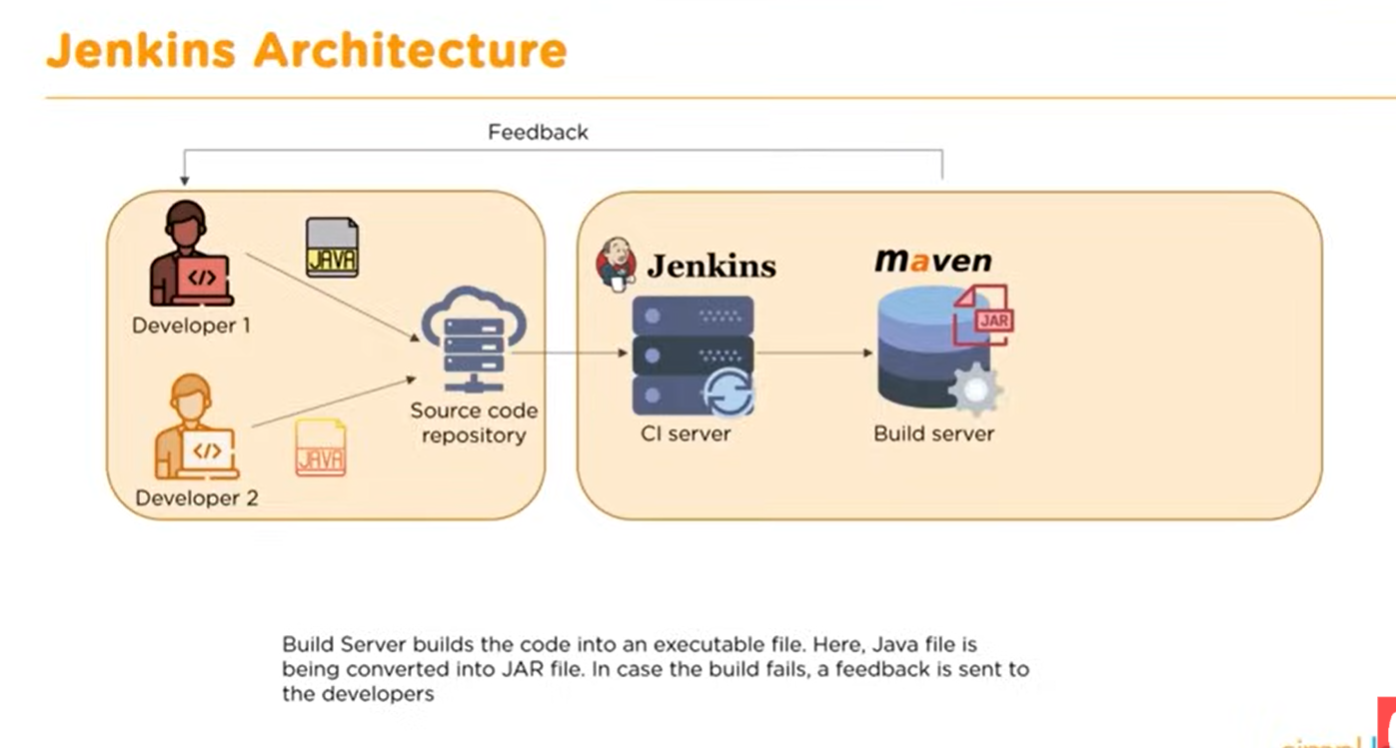 Jenkins Architecture
Feedback
JAVA
Developer 1
JAVA
Developer 2
</>
</>
Source code
repository
Jenkins
CI server
maven
JAR
Build server
Build Server builds the code into an executable file. Here, Java file is
being converted into JAR file. In case the build fails, a feedback is sent to
the developers